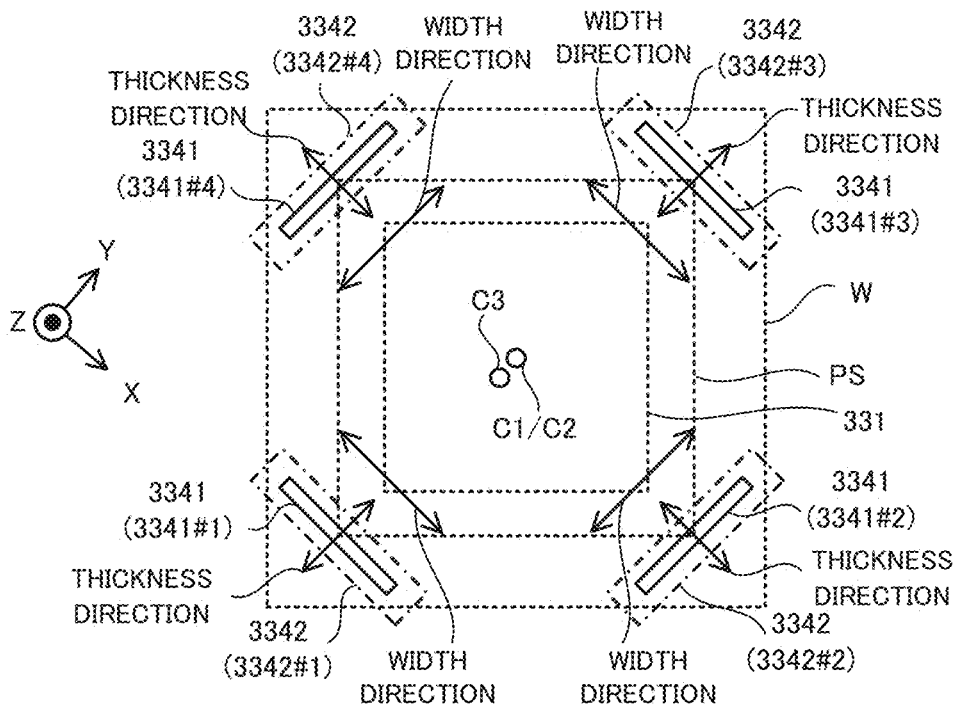 3342
(3342#4)
WIDTH
DIRECTION
WIDTH
DIRECTION
3342
(3342#3)
THICKNESS
DIRECTION
THICKNESS
DIRECTION
3341
(3341#4)
3341
(3341#3)
Y
Z
X
W
C3
PS
C1/C2
331
3341
(3341#1)
3341
(3341#2)
THICKNESS
DIRECTION
THICKNESS
DIRECTION
3342
(3342#1)
WIDTH
DIRECTION
WIDTH
DIRECTION
3342
(3342#2)